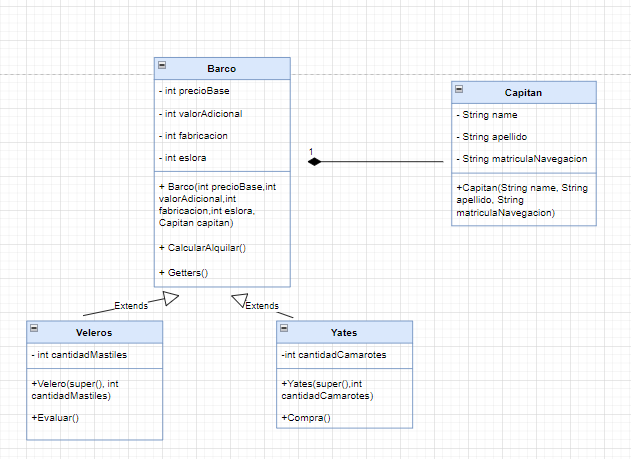 Barco
- int precioBase
- int valorAdicional
- int fabricacion
- int eslora
+ Barco(int precioBase,int
valorAdicional,int
fabricacion,int eslora,
Capitan capitan)
+ CalcularAlquilar()
+ Getters()
1
Capitan
- String name
- String apellido
- String matriculaNavegacion
+Capitan(String name, String
apellido, String
matriculaNavegacion)
Extends
Extends
Veleros
- int cantidadMastiles
+Velero(super(), int
cantidadMastiles)
+Evaluar()
Yates
-int cantidadCamarotes
+Yates(super(),int
cantidadCamarotes)
+Compra()